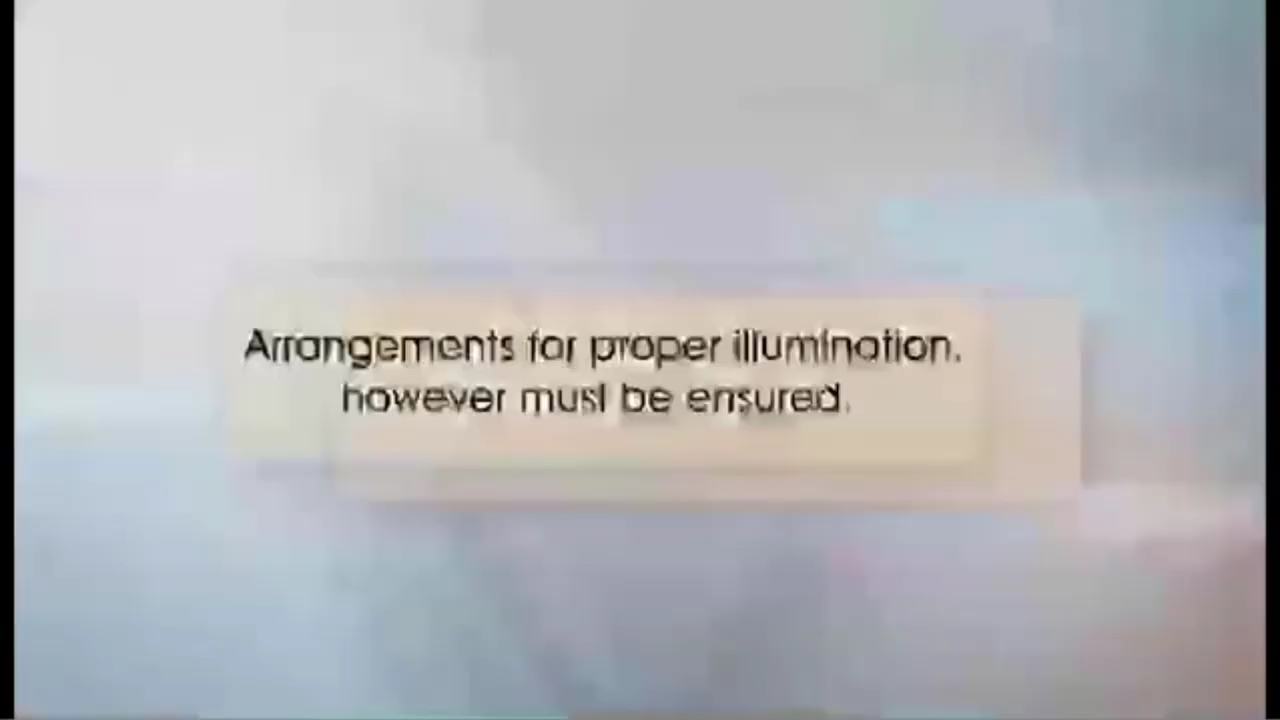 Arrangements for proper illumination,
however must be ensured.